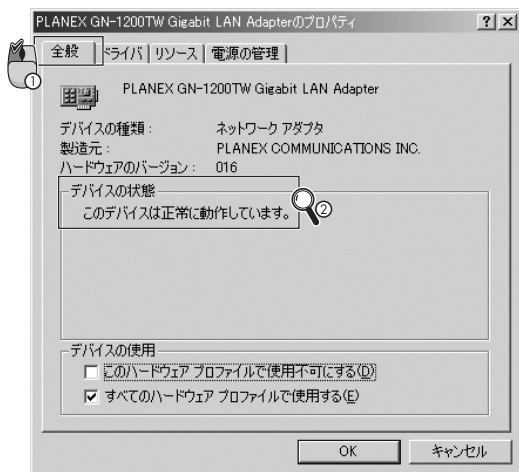 PLANEX GN-1200TW Gigabit LAN Adapterのプロパティ
全般 ドライバ リソース 電源の管理
①
PLANEX GN-1200TW Gigabit LAN Adapter
デバイスの種類： ネットワーク アダプタ
製造元： PLANEX COMMUNICATIONS INC.
ハードウェアのバージョン： 016
デバイスの状態
このデバイスは正常に動作しています。
②
デバイスの使用
このハードウェア プロファイルで使用不可にする(D)
すべてのハードウェア プロファイルで使用する(E)
OK キャンセル